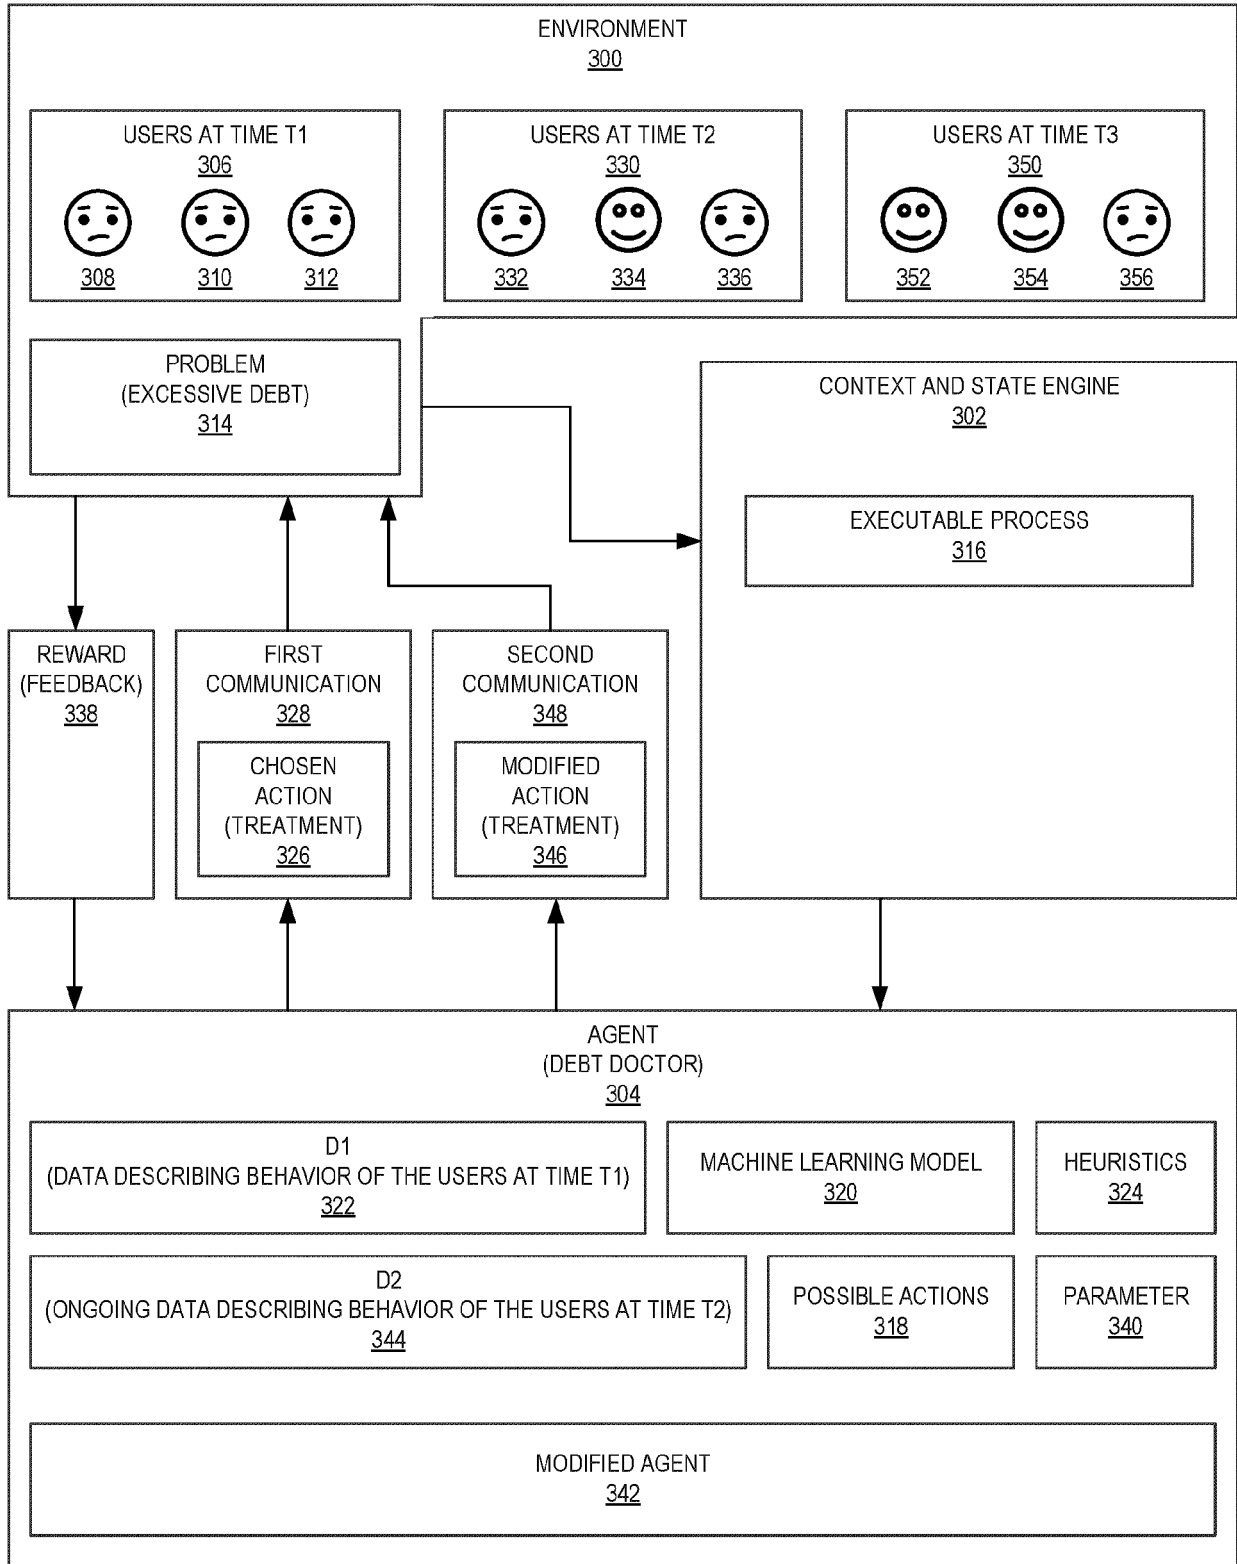 ENVIRONMENT
300
USERS AT TIME T1
306
308 310 312
USERS AT TIME T2
330
332 334 336
USERS AT TIME T3
350
352 354 356
PROBLEM
(EXCESSIVE DEBT)
314
CONTEXT AND STATE ENGINE
302
EXECUTABLE PROCESS
316
REWARD
(FEEDBACK)
338
FIRST
COMMUNICATION
328
CHOSEN
ACTION
(TREATMENT)
326
SECOND
COMMUNICATION
348
MODIFIED
ACTION
(TREATMENT)
346
AGENT
(DEBT DOCTOR)
304
D1
(DATA DESCRIBING BEHAVIOR OF THE USERS AT TIME T1)
322
MACHINE LEARNING MODEL
320
HEURISTICS
324
D2
(ONGOING DATA DESCRIBING BEHAVIOR OF THE USERS AT TIME T2)
344
POSSIBLE ACTIONS
318
PARAMETER
340
MODIFIED AGENT
342